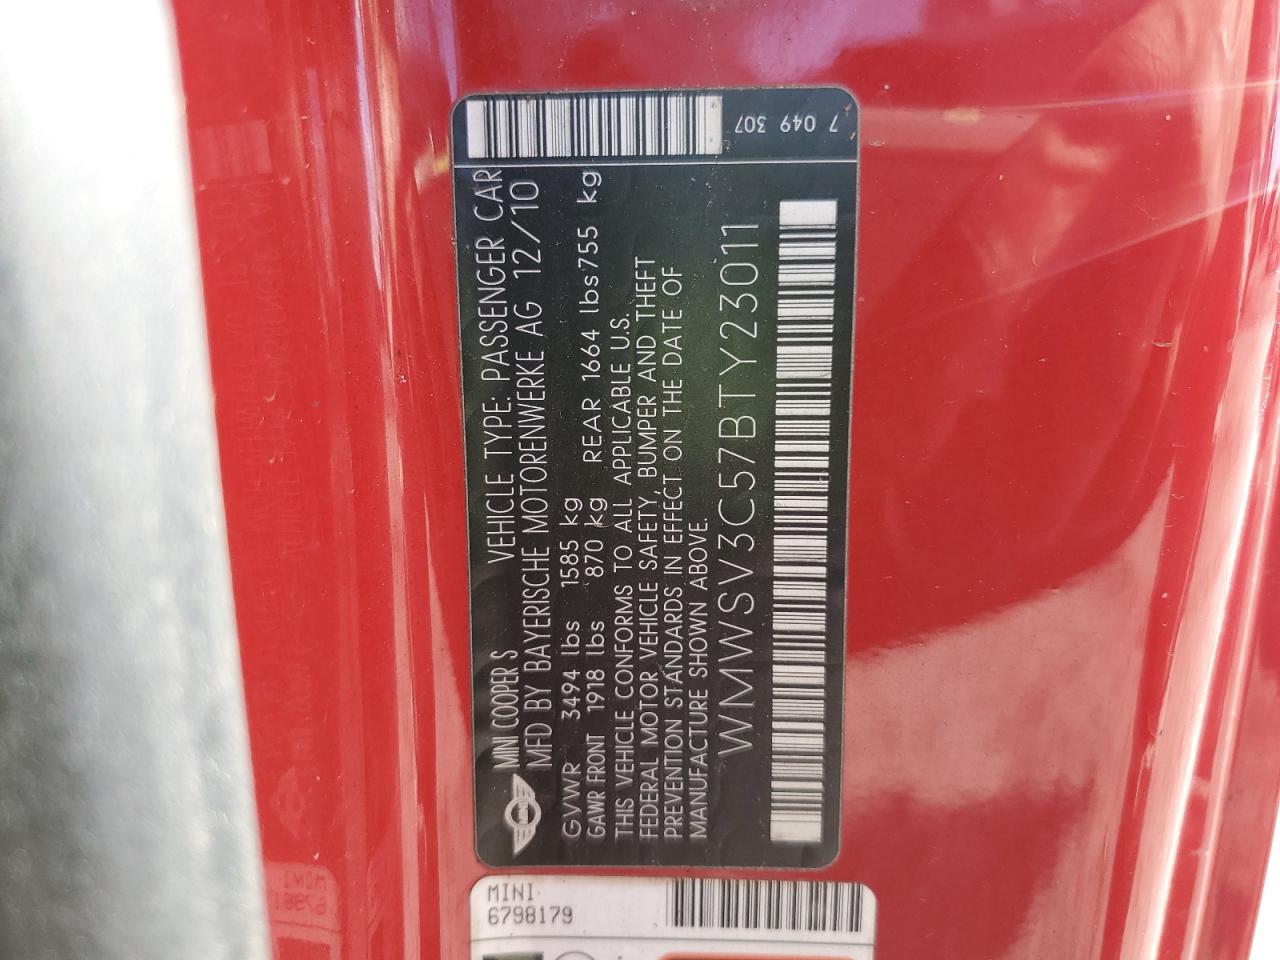 MINI COOPER S VEHICLE TYPE: PASSENGER CAR
MFD BY BAYERISCHE MOTORENWERKE AG 12/10
GVWR 3494 lbs 1585 kg
GAWR FRONT 1918 lbs 870 kg REAR 1664 lbs 755 kg
THIS VEHICLE CONFORMS TO ALL APPLICABLE U.S.
FEDERAL MOTOR VEHICLE SAFETY, BUMPER AND THEFT
PREVENTION STANDARDS IN EFFECT ON THE DATE OF
MANUFACTURE SHOWN ABOVE.
WMWSV3C57BTY23011
7 049 307
MINI
6798179